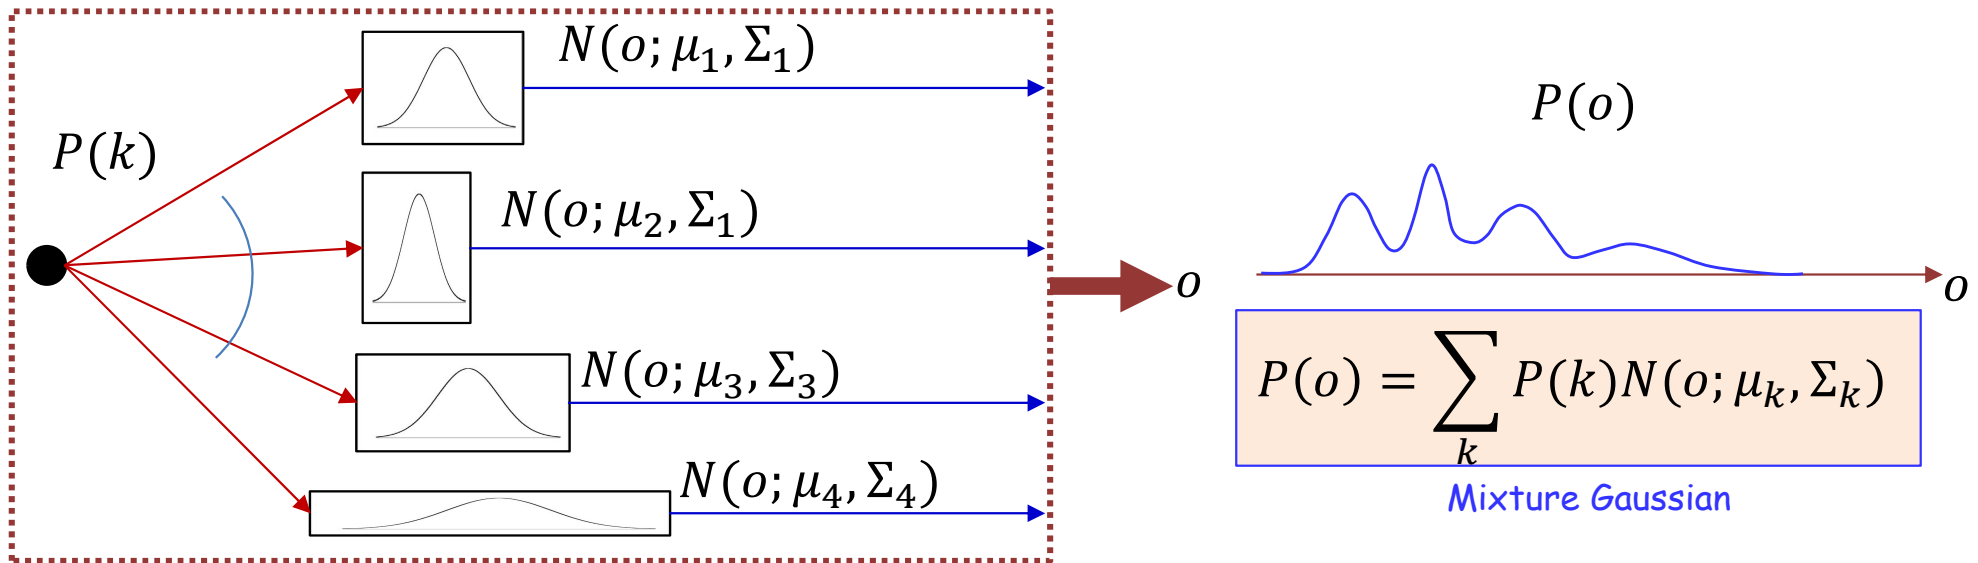 N(o; μ₁, Σ₁)
P(k)
N(o; μ₂, Σ₁)
N(o; μ₃, Σ₃)
N(o; μ₄, Σ₄)
o
P(o)
o
P(o) = ∑ₖ P(k)N(o; μₖ, Σₖ)
Mixture Gaussian